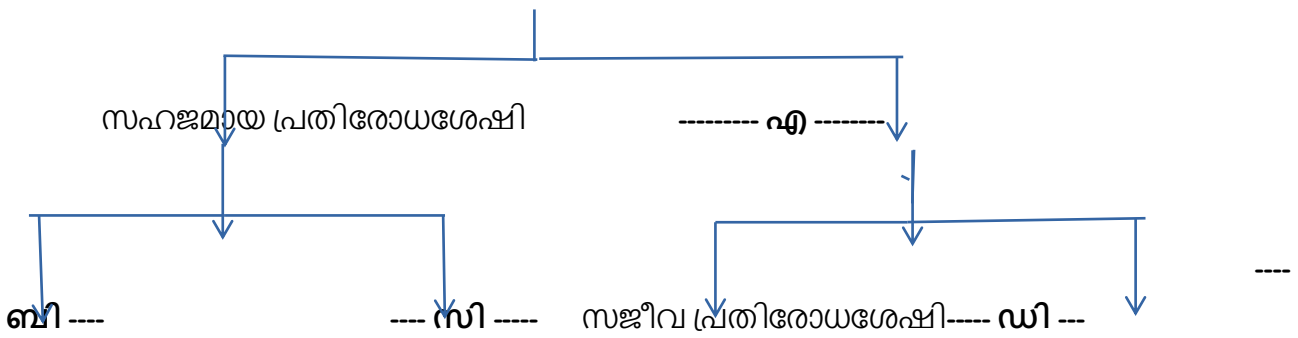 സഹജമായ പ്രതിരോധശേഷി --------- എ --------
----
ബി ---- ---- സി ----- സജീവ പ്രതിരോധശേഷി----- ഡി ---